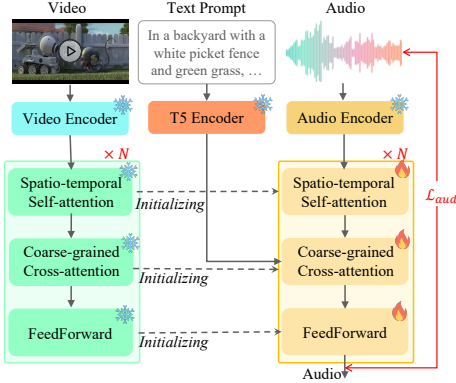 Video
Text Prompt
Audio
In a backyard with a
white picket fence
and green grass, …
Video Encoder
T5 Encoder
Audio Encoder
× N
× N
Spatio-temporal
Self-attention
Initializing
Spatio-temporal
Self-attention
ℒaud
Coarse-grained
Cross-attention
Initializing
Coarse-grained
Cross-attention
FeedForward
Initializing
FeedForward
Audio